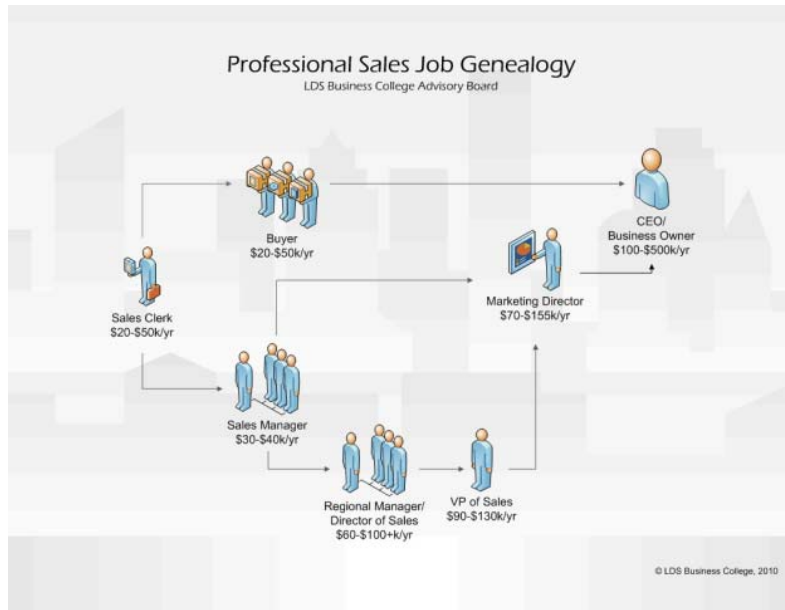 Professional Sales Job Genealogy
LDS Business College Advisory Board
Buyer
$20-$50k/yr
CEO/
Business Owner
$100-$500k/yr
Sales Clerk
$20-$50k/yr
Marketing Director
$70-$155k/yr
Sales Manager
$30-$40k/yr
Regional Manager/
Director of Sales
$60-$100+k/yr
VP of Sales
$90-$130k/yr
© LDS Business College, 2010